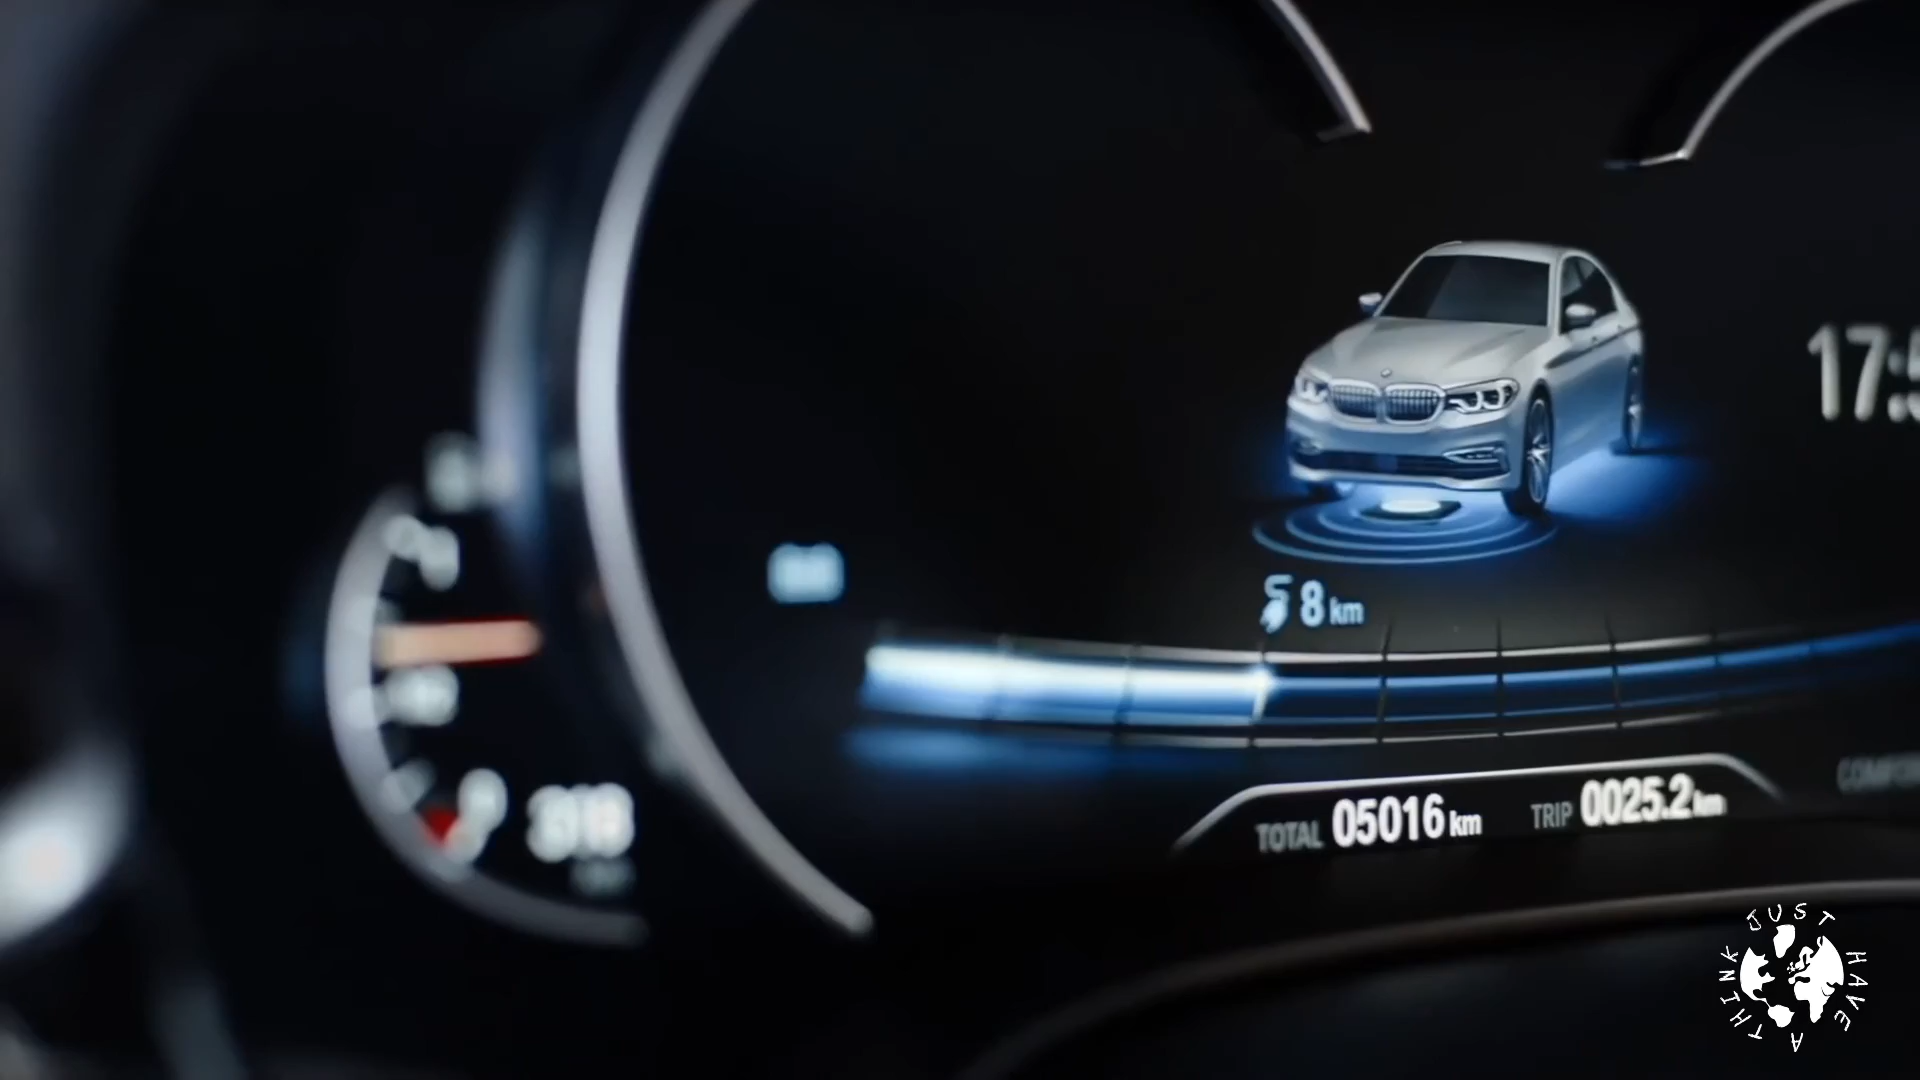 17:5
8 km
TOTAL 05016 km TRIP 0025.2 km
JUST HAVE A THINK